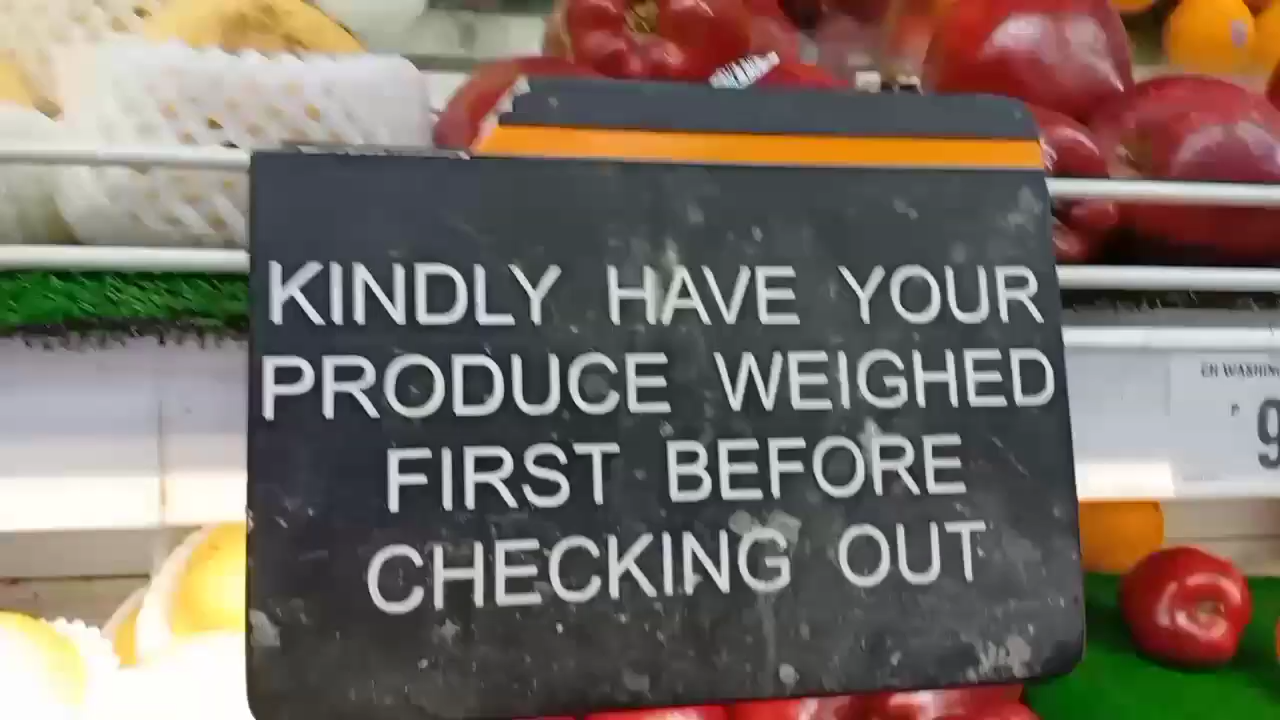 KINDLY HAVE YOUR
PRODUCE WEIGHED
FIRST BEFORE
CHECKING OUT